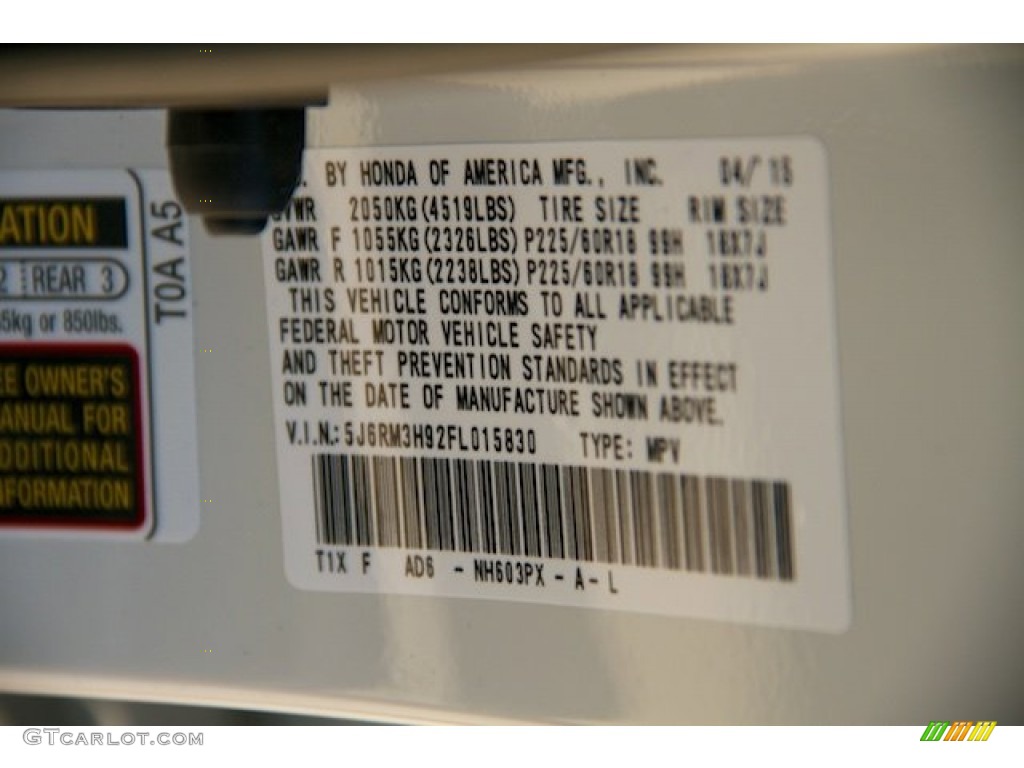 BY HONDA OF AMERICA MFG., INC. 04/ 15
GVWR 2050KG(4519LBS) TIRE SIZE RIM SIZE
GAWR F 1055KG(2326LBS) P225/60R18 99H 18X7J
GAWR R 1015KG(2238LBS) P225/60R18 99H 18X7J
THIS VEHICLE CONFORMS TO ALL APPLICABLE
FEDERAL MOTOR VEHICLE SAFETY
AND THEFT PREVENTION STANDARDS IN EFFECT
ON THE DATE OF MANUFACTURE SHOWN ABOVE.
V.I.N.: 5J6RM3H92FL015830 TYPE: MPV
T1X F AD6 - NH603PX - A - L
ATION
2 REAR 3
5kg or 850lbs.
EE OWNER'S
ANUAL FOR
DDITIONAL
NFORMATION
T0A A5
GTcarlot.com